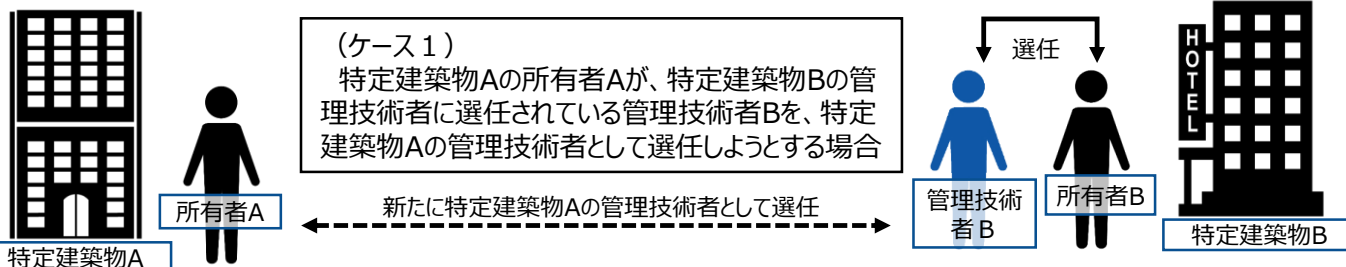 （ケース１）
特定建築物Aの所有者Aが、特定建築物Bの管
理技術者に選任されている管理技術者Bを、特定
建築物Aの管理技術者として選任しようとする場合
選任
HOTEL
所有者A
新たに特定建築物Aの管理技術者として選任
管理技術
者Ｂ
所有者B
特定建築物A
特定建築物B